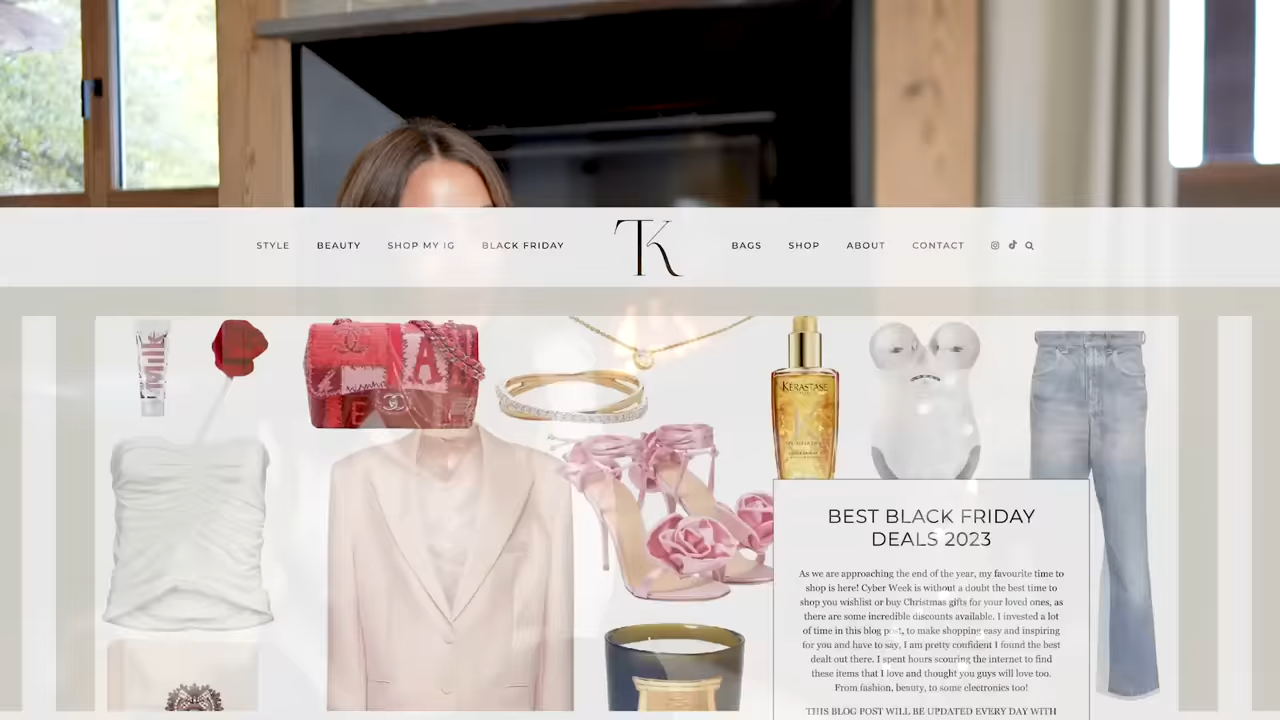 STYLE BEAUTY SHOP MY IG BLACK FRIDAY TK BAGS SHOP ABOUT CONTACT
Milk
KÉRASTASE
BEST BLACK FRIDAY
DEALS 2023
As we are approaching the end of the year, my favourite time to
shop is here! Cyber Week is without a doubt the best time to
shop you wishlist or buy Christmas gifts for your loved ones, as
there are some incredible discounts available. I invested a lot
of time in this blog post, to make shopping easy and inspiring
for you and have to say, I am pretty confident I found the best
dealt out there. I spent hours scouring the internet to find
these items that I love and thought you guys will love too.
From fashion, beauty, to some electronics too!
THIS BLOG POST WILL BE UPDATED EVERY DAY WITH